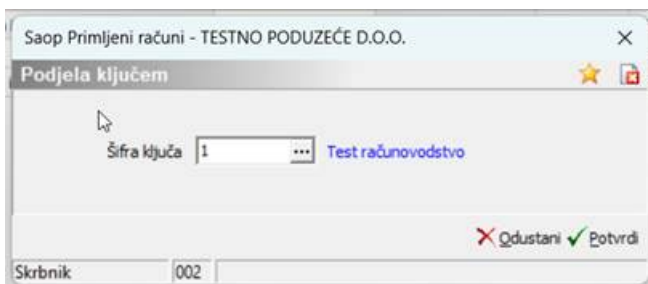 Saop Primljeni računi - TESTNO PODUZEĆE D.O.O.
Podjela ključem
Šifra ključa 1 ... Test računovodstvo
Odustani Potvrdi
Skrbnik 002